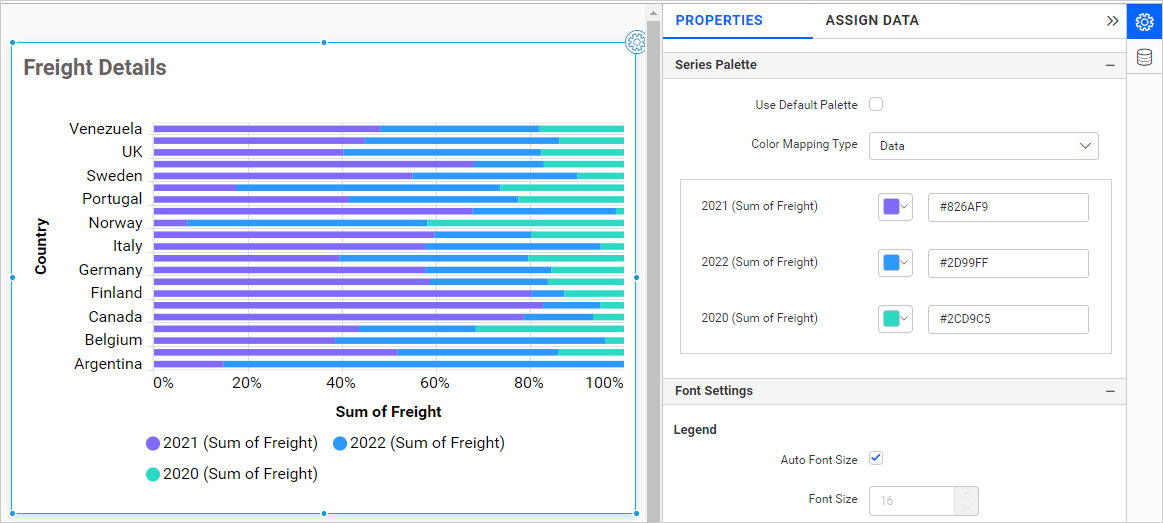 Freight Details
Venezuela
UK
Sweden
Portugal
Norway
Italy
Germany
Finland
Canada
Belgium
Argentina
Country
0% 20% 40% 60% 80% 100%
Sum of Freight
2021 (Sum of Freight) 2022 (Sum of Freight)
2020 (Sum of Freight)
PROPERTIES ASSIGN DATA
Series Palette
Use Default Palette
Color Mapping Type Data
2021 (Sum of Freight) #826AF9
2022 (Sum of Freight) #2D99FF
2020 (Sum of Freight) #2CD9C5
Font Settings
Legend
Auto Font Size
Font Size 16